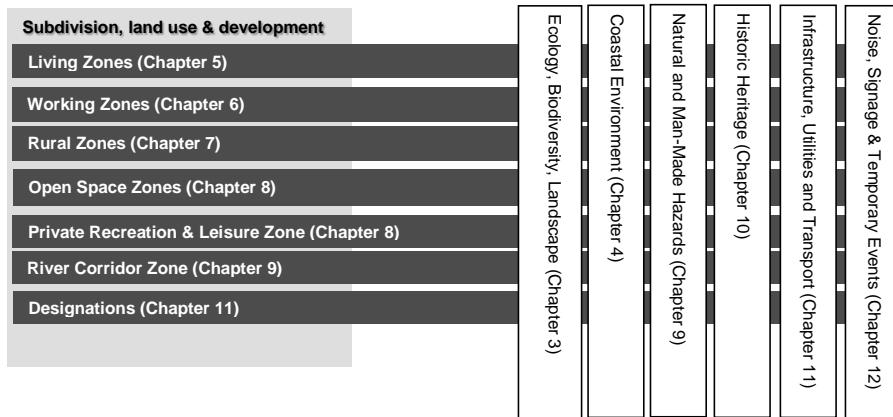 Subdivision, land use & development
Living Zones (Chapter 5)
Working Zones (Chapter 6)
Rural Zones (Chapter 7)
Open Space Zones (Chapter 8)
Private Recreation & Leisure Zone (Chapter 8)
River Corridor Zone (Chapter 9)
Designations (Chapter 11)
Ecology, Biodiversity, Landscape (Chapter 3)
Coastal Environment (Chapter 4)
Natural and Man-Made Hazards (Chapter 9)
Historic Heritage (Chapter 10)
Infrastructure, Utilities and Transport (Chapter 11)
Noise, Signage & Temporary Events (Chapter 12)